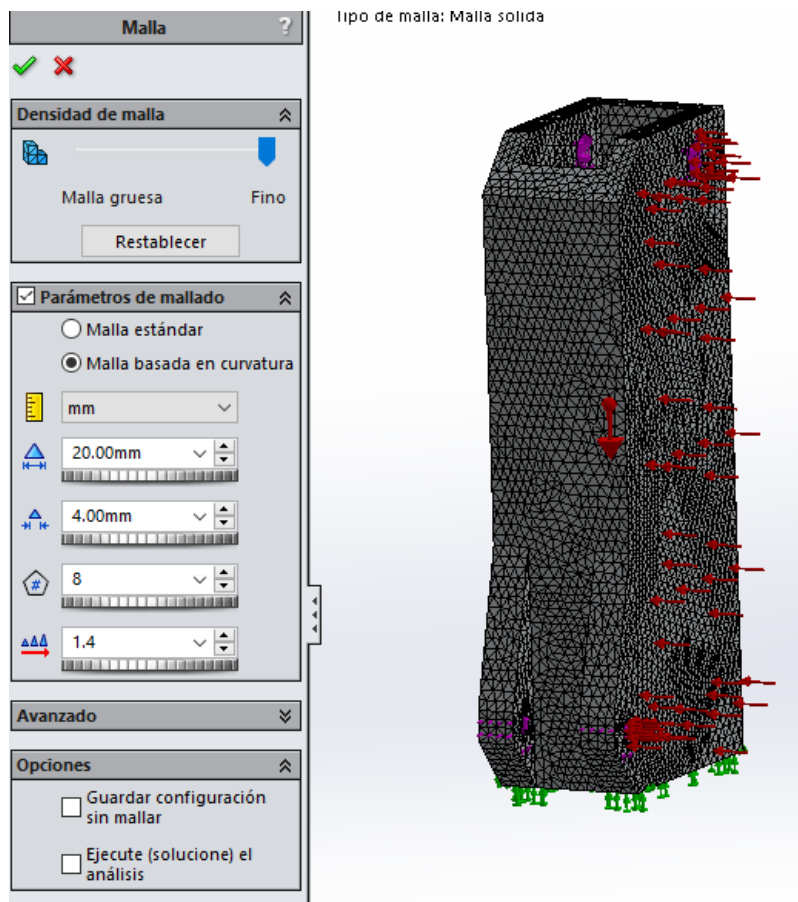 Malla ?
Tipo de malla: Malla sólida
Densidad de malla
Malla gruesa Fino
Restablecer
Parámetros de mallado
Malla estándar
Malla basada en curvatura
mm
20.00mm
4.00mm
# 8
1.4
Avanzado
Opciones
Guardar configuración
sin mallar
Ejecute (solucione) el
análisis